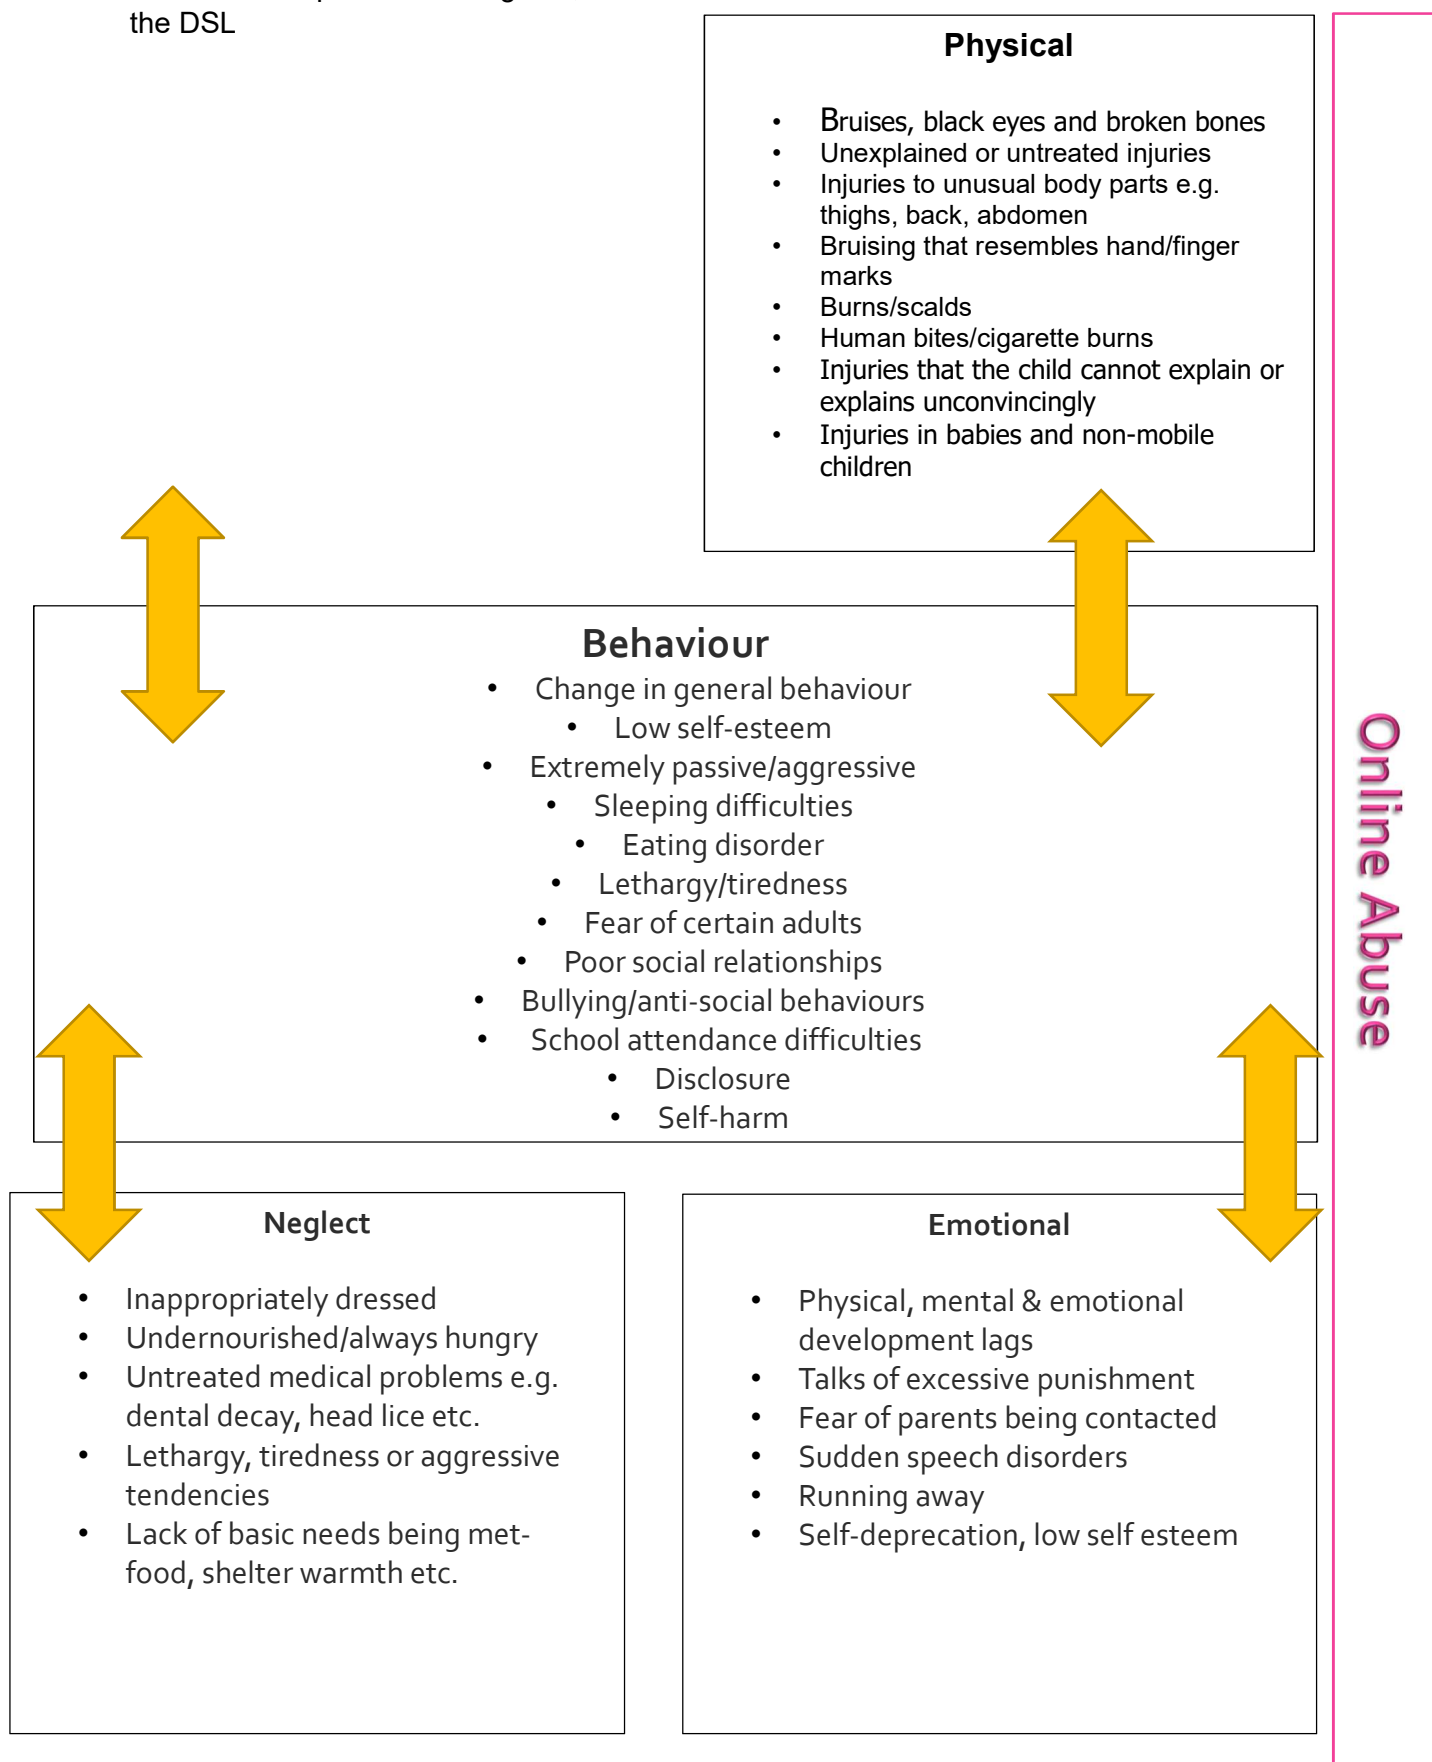 the DSL
Physical
• Bruises, black eyes and broken bones
• Unexplained or untreated injuries
• Injuries to unusual body parts e.g.
thighs, back, abdomen
• Bruising that resembles hand/finger
marks
• Burns/scalds
• Human bites/cigarette burns
• Injuries that the child cannot explain or
explains unconvincingly
• Injuries in babies and non-mobile
children
Behaviour
• Change in general behaviour
• Low self-esteem
• Extremely passive/aggressive
• Sleeping difficulties
• Eating disorder
• Lethargy/tiredness
• Fear of certain adults
• Poor social relationships
• Bullying/anti-social behaviours
• School attendance difficulties
• Disclosure
• Self-harm
Online Abuse
Neglect
• Inappropriately dressed
• Undernourished/always hungry
• Untreated medical problems e.g.
dental decay, head lice etc.
• Lethargy, tiredness or aggressive
tendencies
• Lack of basic needs being met-
food, shelter warmth etc.
Emotional
• Physical, mental & emotional
development lags
• Talks of excessive punishment
• Fear of parents being contacted
• Sudden speech disorders
• Running away
• Self-deprecation, low self esteem